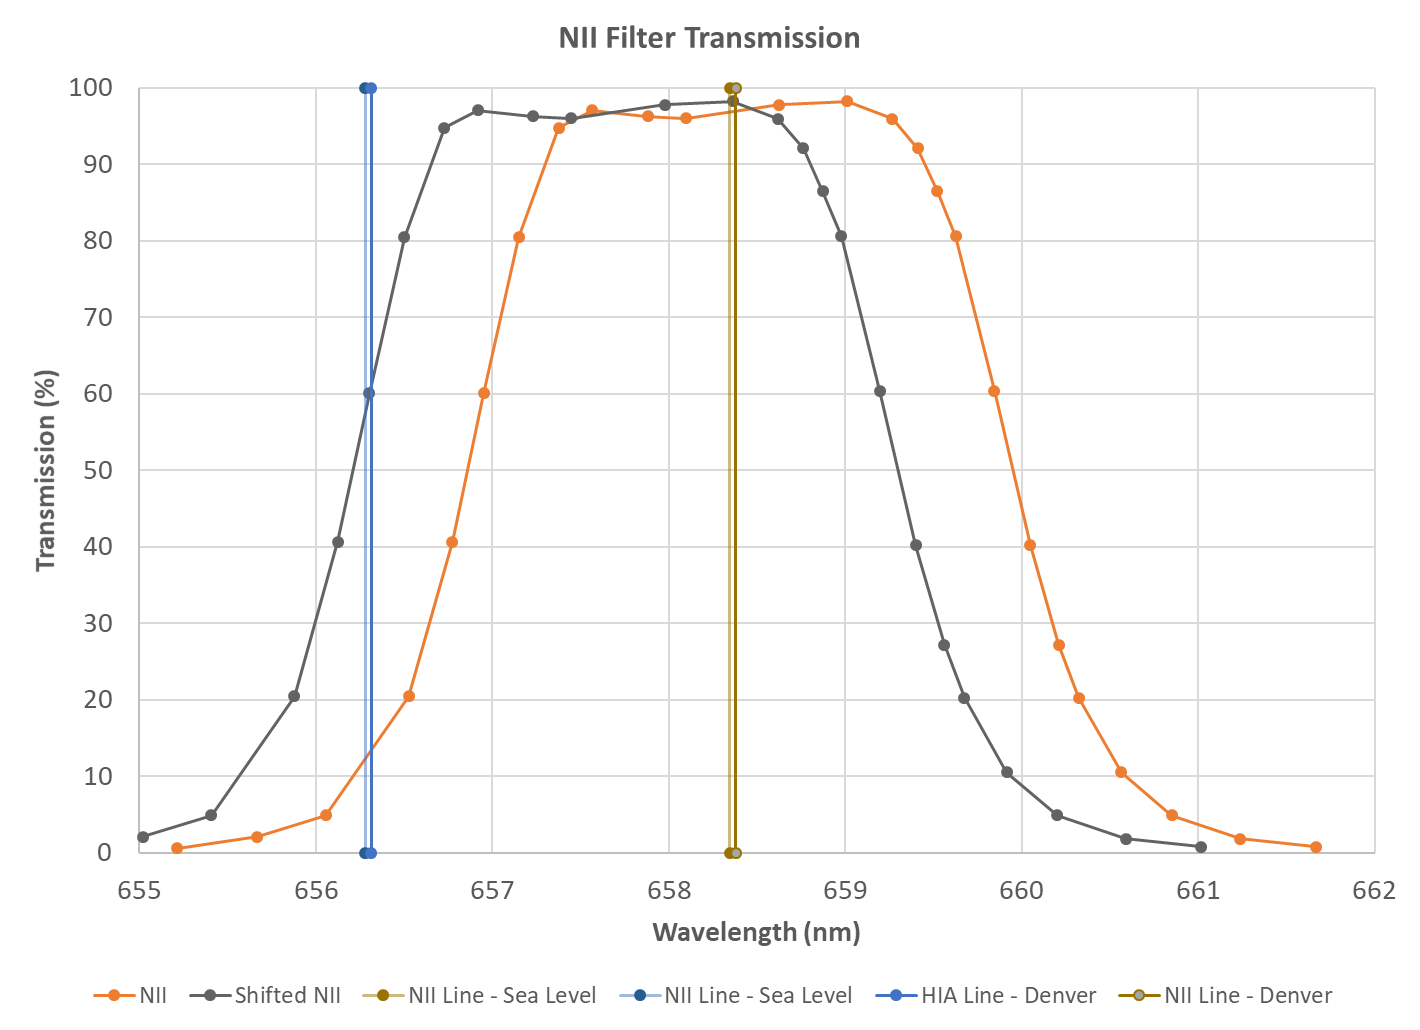 NII Filter Transmission
100
90
80
70
60
50
40
30
20
10
0
Transmission (%)
655 656 657 658 659 660 661 662
Wavelength (nm)
NII Shifted NII NII Line - Sea Level NII Line - Sea Level HIA Line - Denver NII Line - Denver